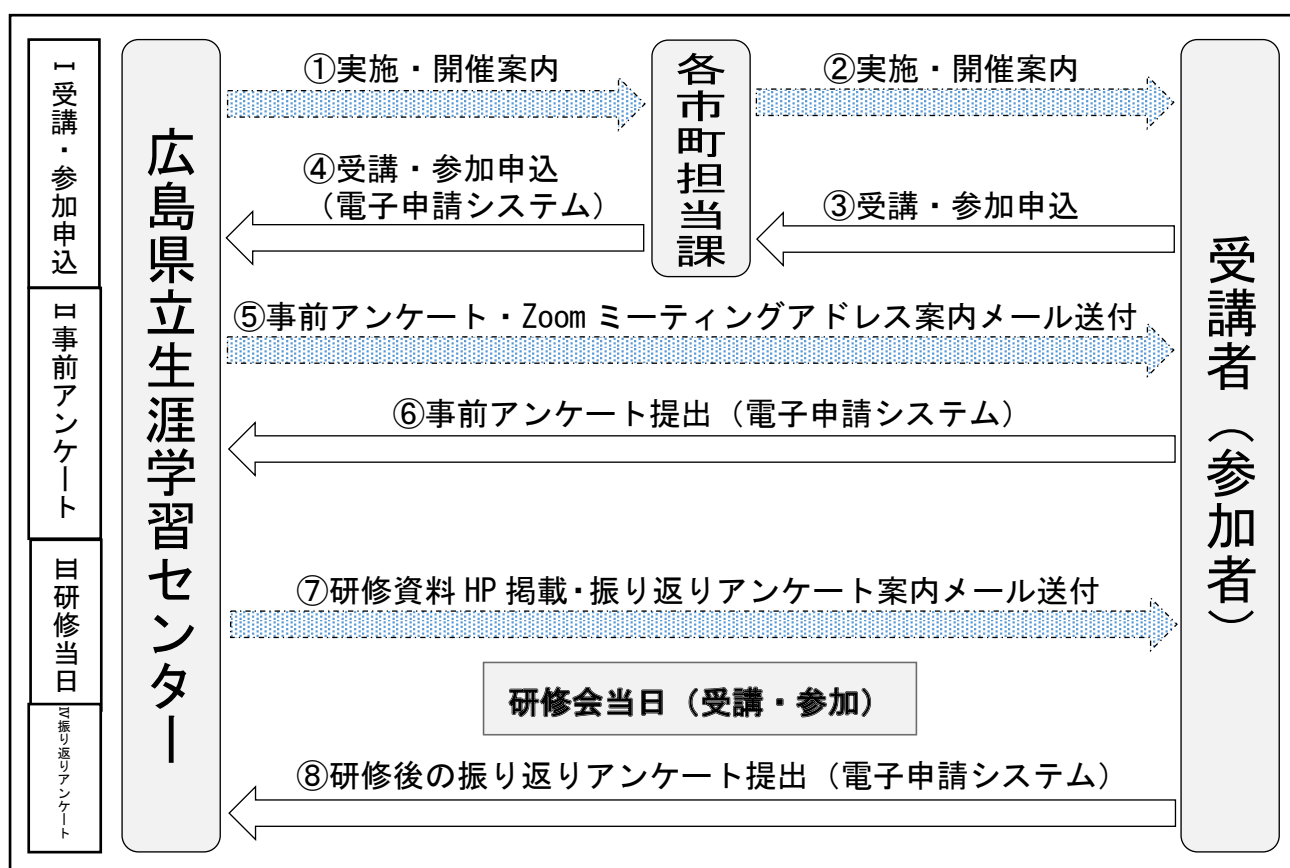 Ⅰ受講・参加申込
Ⅱ事前アンケート
Ⅲ研修当日
Ⅳ振り返りアンケート
広島県立生涯学習センター
①実施・開催案内
各市町担当課
②実施・開催案内
④受講・参加申込
（電子申請システム）
③受講・参加申込
受講者（参加者）
⑤事前アンケート・Zoom ミーティングアドレス案内メール送付
⑥事前アンケート提出（電子申請システム）
⑦研修資料 HP 掲載・振り返りアンケート案内メール送付
研修会当日（受講・参加）
⑧研修後の振り返りアンケート提出（電子申請システム）